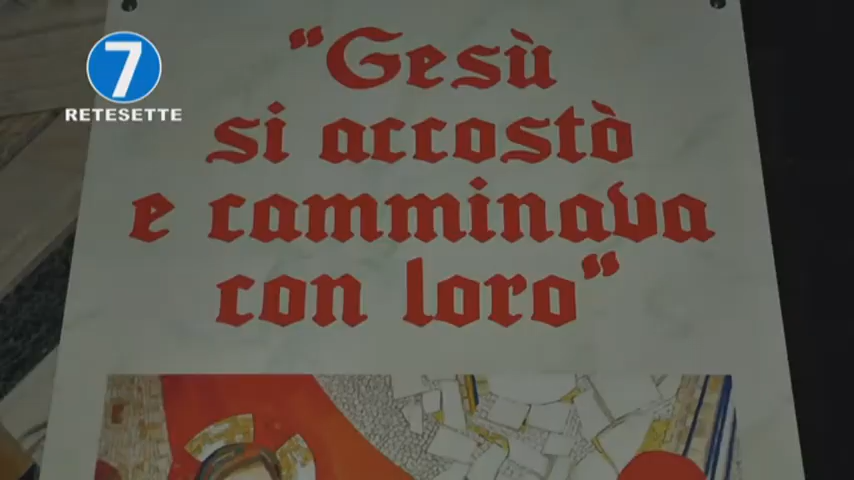 7
RETESETTE
"Gesù
si accostò
e camminava
con loro"